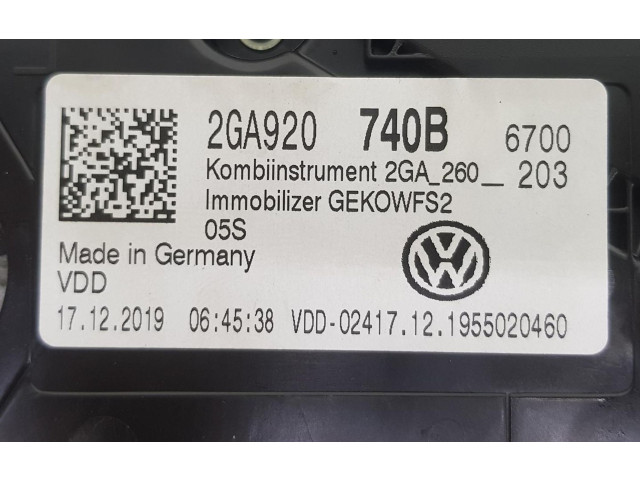 2GA920 740B 6700
Kombiinstrument 2GA_260_ 203
Immobilizer GEKOWFS2
05S
Made in Germany
VDD
17.12.2019 06:45:38 VDD-02417.12.1955020460